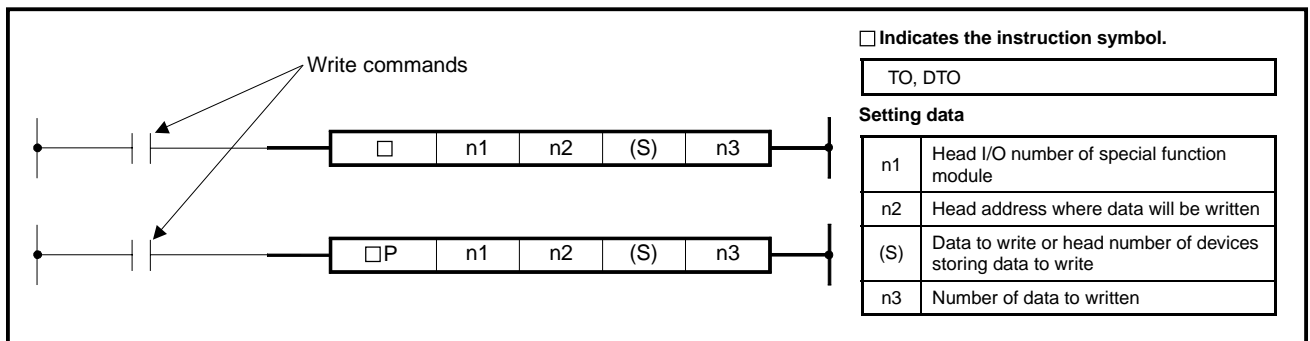 Write commands
□ n1 n2 (S) n3
□P n1 n2 (S) n3
□ Indicates the instruction symbol.
TO, DTO
Setting data
n1 Head I/O number of special function
module
n2 Head address where data will be written
(S) Data to write or head number of devices
storing data to write
n3 Number of data to written